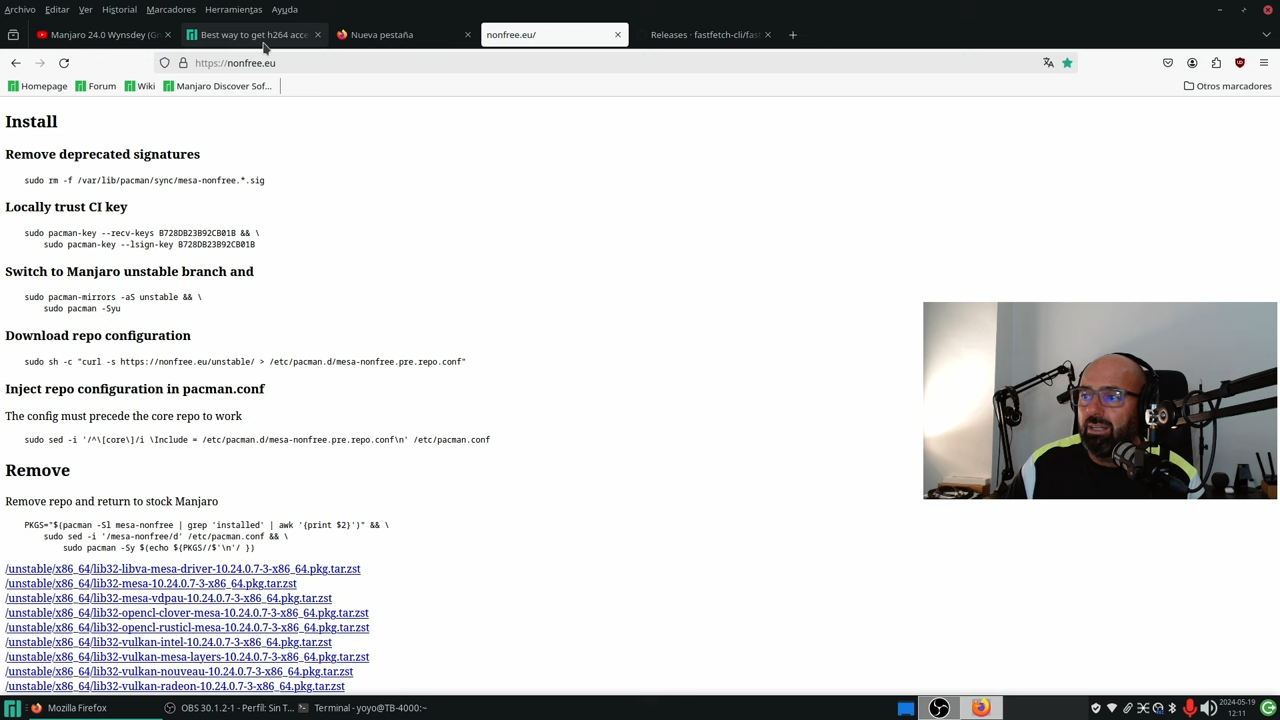 Archivo Editar Ver Historial Marcadores Herramientas Ayuda
Manjaro 24.0 Wynsdey (Gn
Best way to get h264 acce
Nueva pestaña
nonfree.eu/
Releases · fastfetch-cli/fast
https://nonfree.eu
Homepage Forum Wiki Manjaro Discover Sof... Otros marcadores
Install
Remove deprecated signatures
sudo rm -f /var/lib/pacman/sync/mesa-nonfree.*.sig
Locally trust CI key
sudo pacman-key --recv-keys B728DB23B92CB01B && \
sudo pacman-key --lsign-key B728DB23B92CB01B
Switch to Manjaro unstable branch and
sudo pacman-mirrors -aS unstable && \
sudo pacman -Syu
Download repo configuration
sudo sh -c "curl -s https://nonfree.eu/unstable/ > /etc/pacman.d/mesa-nonfree.pre.repo.conf"
Inject repo configuration in pacman.conf
The config must precede the core repo to work
sudo sed -i '/^\[core\]/i \Include = /etc/pacman.d/mesa-nonfree.pre.repo.conf\n' /etc/pacman.conf
Remove
Remove repo and return to stock Manjaro
PKGS="$(pacman -Sl mesa-nonfree | grep 'installed' | awk '{print $2}')" && \
sudo sed -i '/mesa-nonfree/d' /etc/pacman.conf && \
sudo pacman -Sy $(echo ${PKGS//$'\n'/ })
/unstable/x86_64/lib32-libva-mesa-driver-10.24.0.7-3-x86_64.pkg.tar.zst
/unstable/x86_64/lib32-mesa-10.24.0.7-3-x86_64.pkg.tar.zst
/unstable/x86_64/lib32-mesa-vdpau-10.24.0.7-3-x86_64.pkg.tar.zst
/unstable/x86_64/lib32-opencl-clover-mesa-10.24.0.7-3-x86_64.pkg.tar.zst
/unstable/x86_64/lib32-opencl-rusticl-mesa-10.24.0.7-3-x86_64.pkg.tar.zst
/unstable/x86_64/lib32-vulkan-intel-10.24.0.7-3-x86_64.pkg.tar.zst
/unstable/x86_64/lib32-vulkan-mesa-layers-10.24.0.7-3-x86_64.pkg.tar.zst
/unstable/x86_64/lib32-vulkan-nouveau-10.24.0.7-3-x86_64.pkg.tar.zst
/unstable/x86_64/lib32-vulkan-radeon-10.24.0.7-3-x86_64.pkg.tar.zst
Mozilla Firefox
OBS 30.1.2-1 - Perfil: Sin T...
Terminal - yoyo@TB-4000:~
2024-05-19
12:11